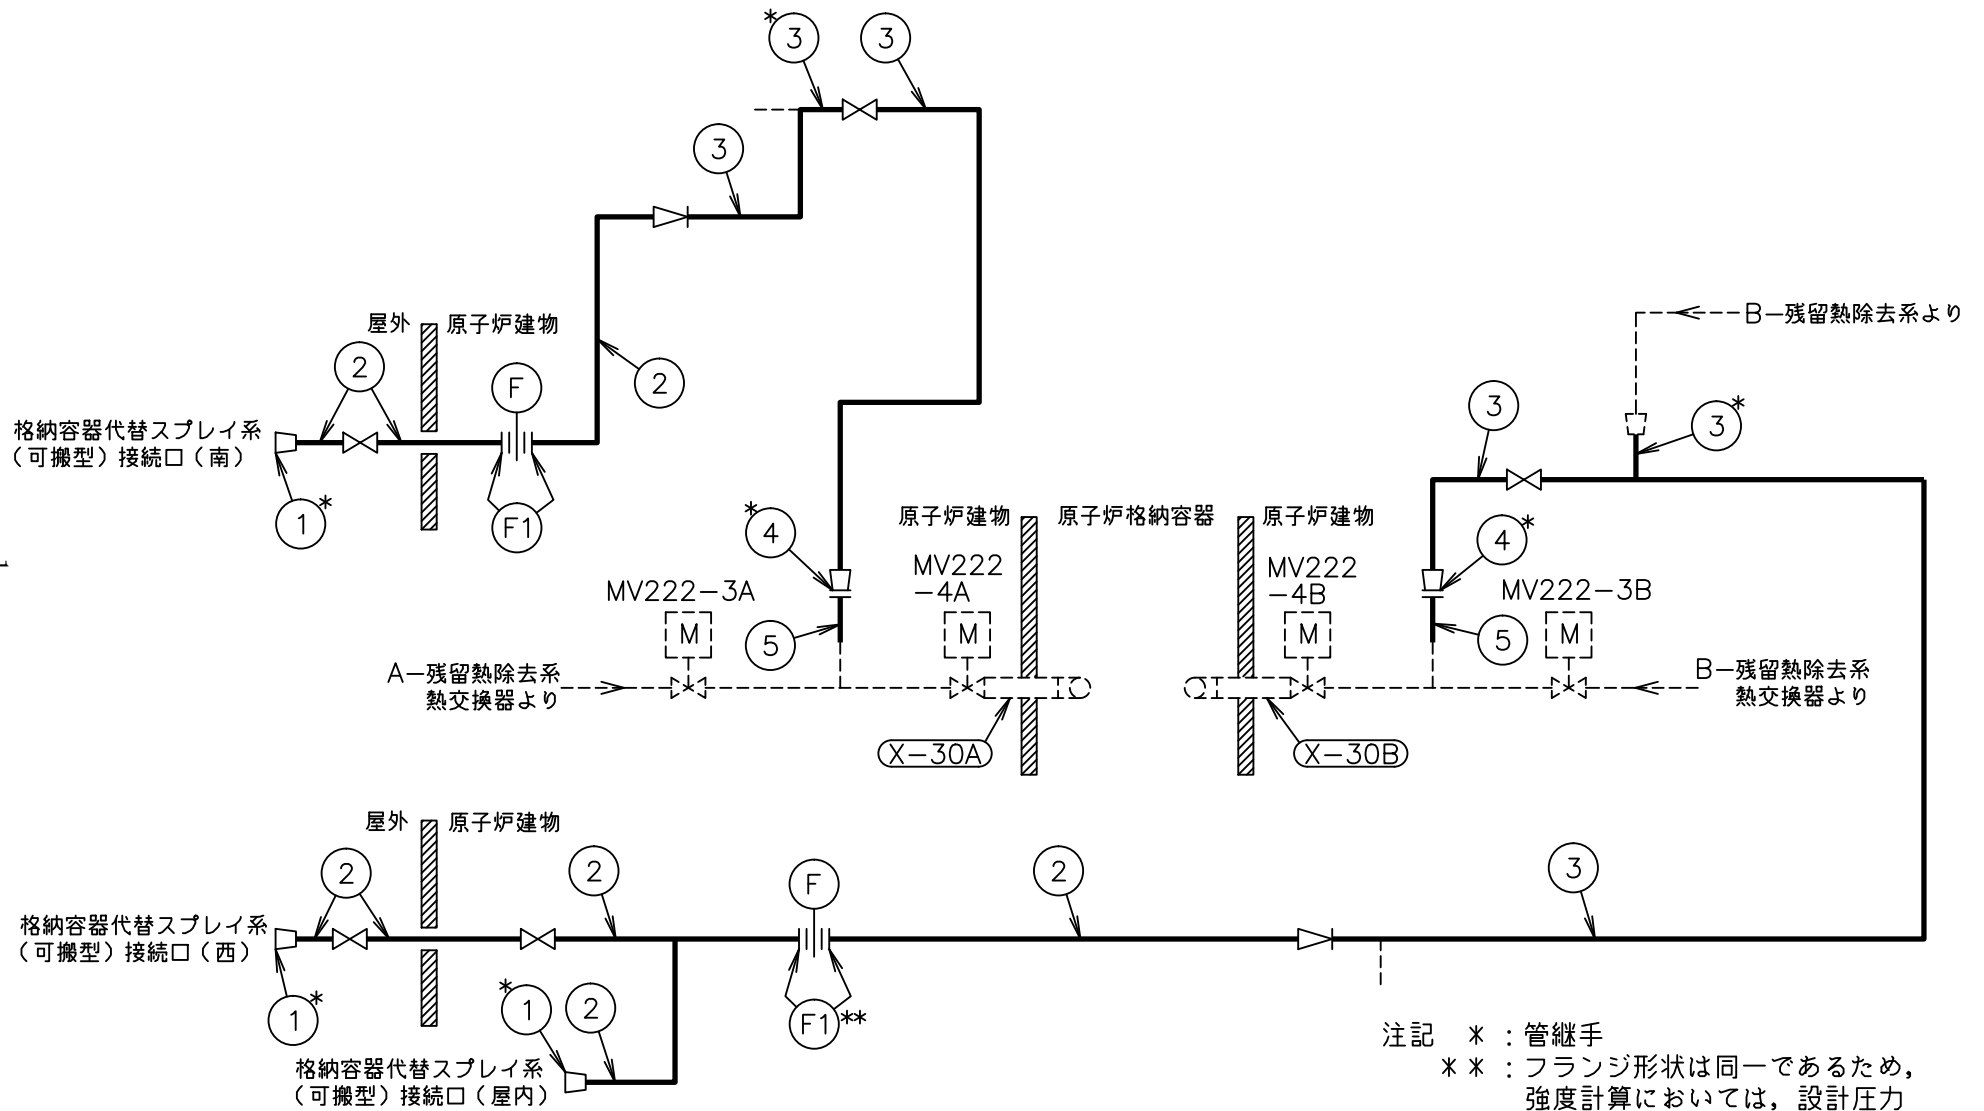 *
3
3
3
屋外
原子炉建物
2
F
2
格納容器代替スプレイ系
(可搬型)接続口(南)
1*
F1
B-残留熱除去系より
3
3*
原子炉建物
原子炉格納容器
原子炉建物
*
4
4*
MV222
-4A
MV222
-4B
MV222-3A
MV222-3B
M
M
M
M
5
5
A-残留熱除去系
熱交換器より
B-残留熱除去系
熱交換器より
X-30A
X-30B
屋外
原子炉建物
2
2
F
2
3
格納容器代替スプレイ系
(可搬型)接続口(西)
1*
*
1
2
F1**
格納容器代替スプレイ系
(可搬型)接続口(屋内)
注記 * :管継手
** :フランジ形状は同一であるため,
強度計算においては,設計圧力